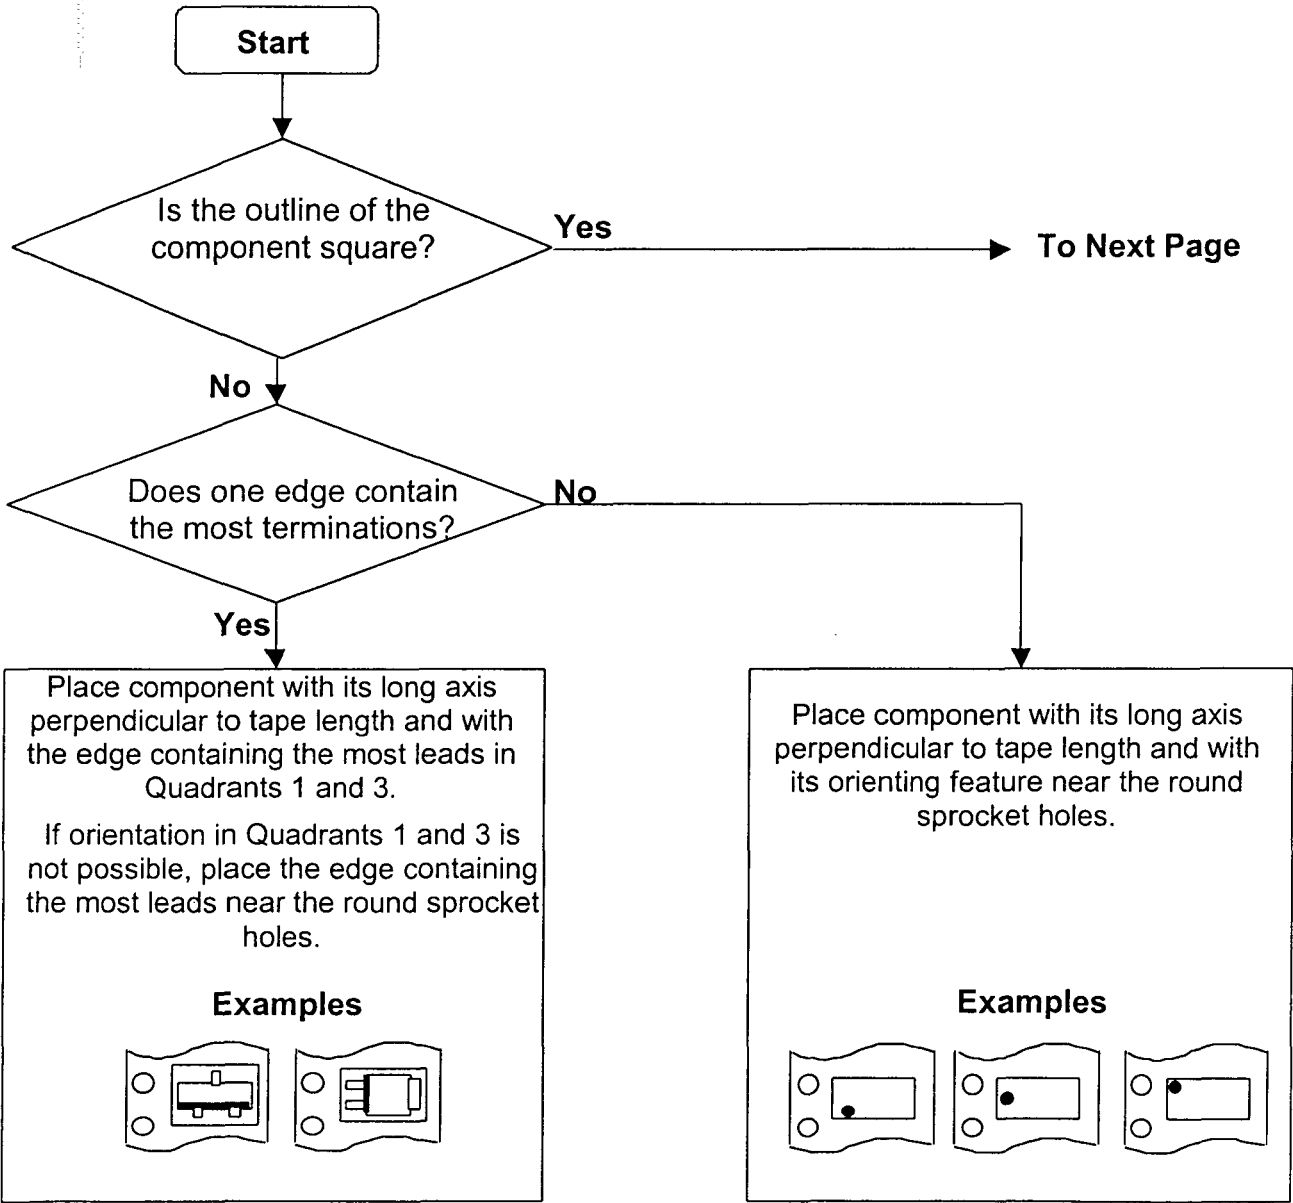 Start
Is the outline of the
component square?
Yes
To Next Page
No
Does one edge contain
the most terminations?
No
Yes
Place component with its long axis
perpendicular to tape length and with
the edge containing the most leads in
Quadrants 1 and 3.
If orientation in Quadrants 1 and 3 is
not possible, place the edge containing
the most leads near the round sprocket
holes.
Examples
Place component with its long axis
perpendicular to tape length and with
its orienting feature near the round
sprocket holes.
Examples